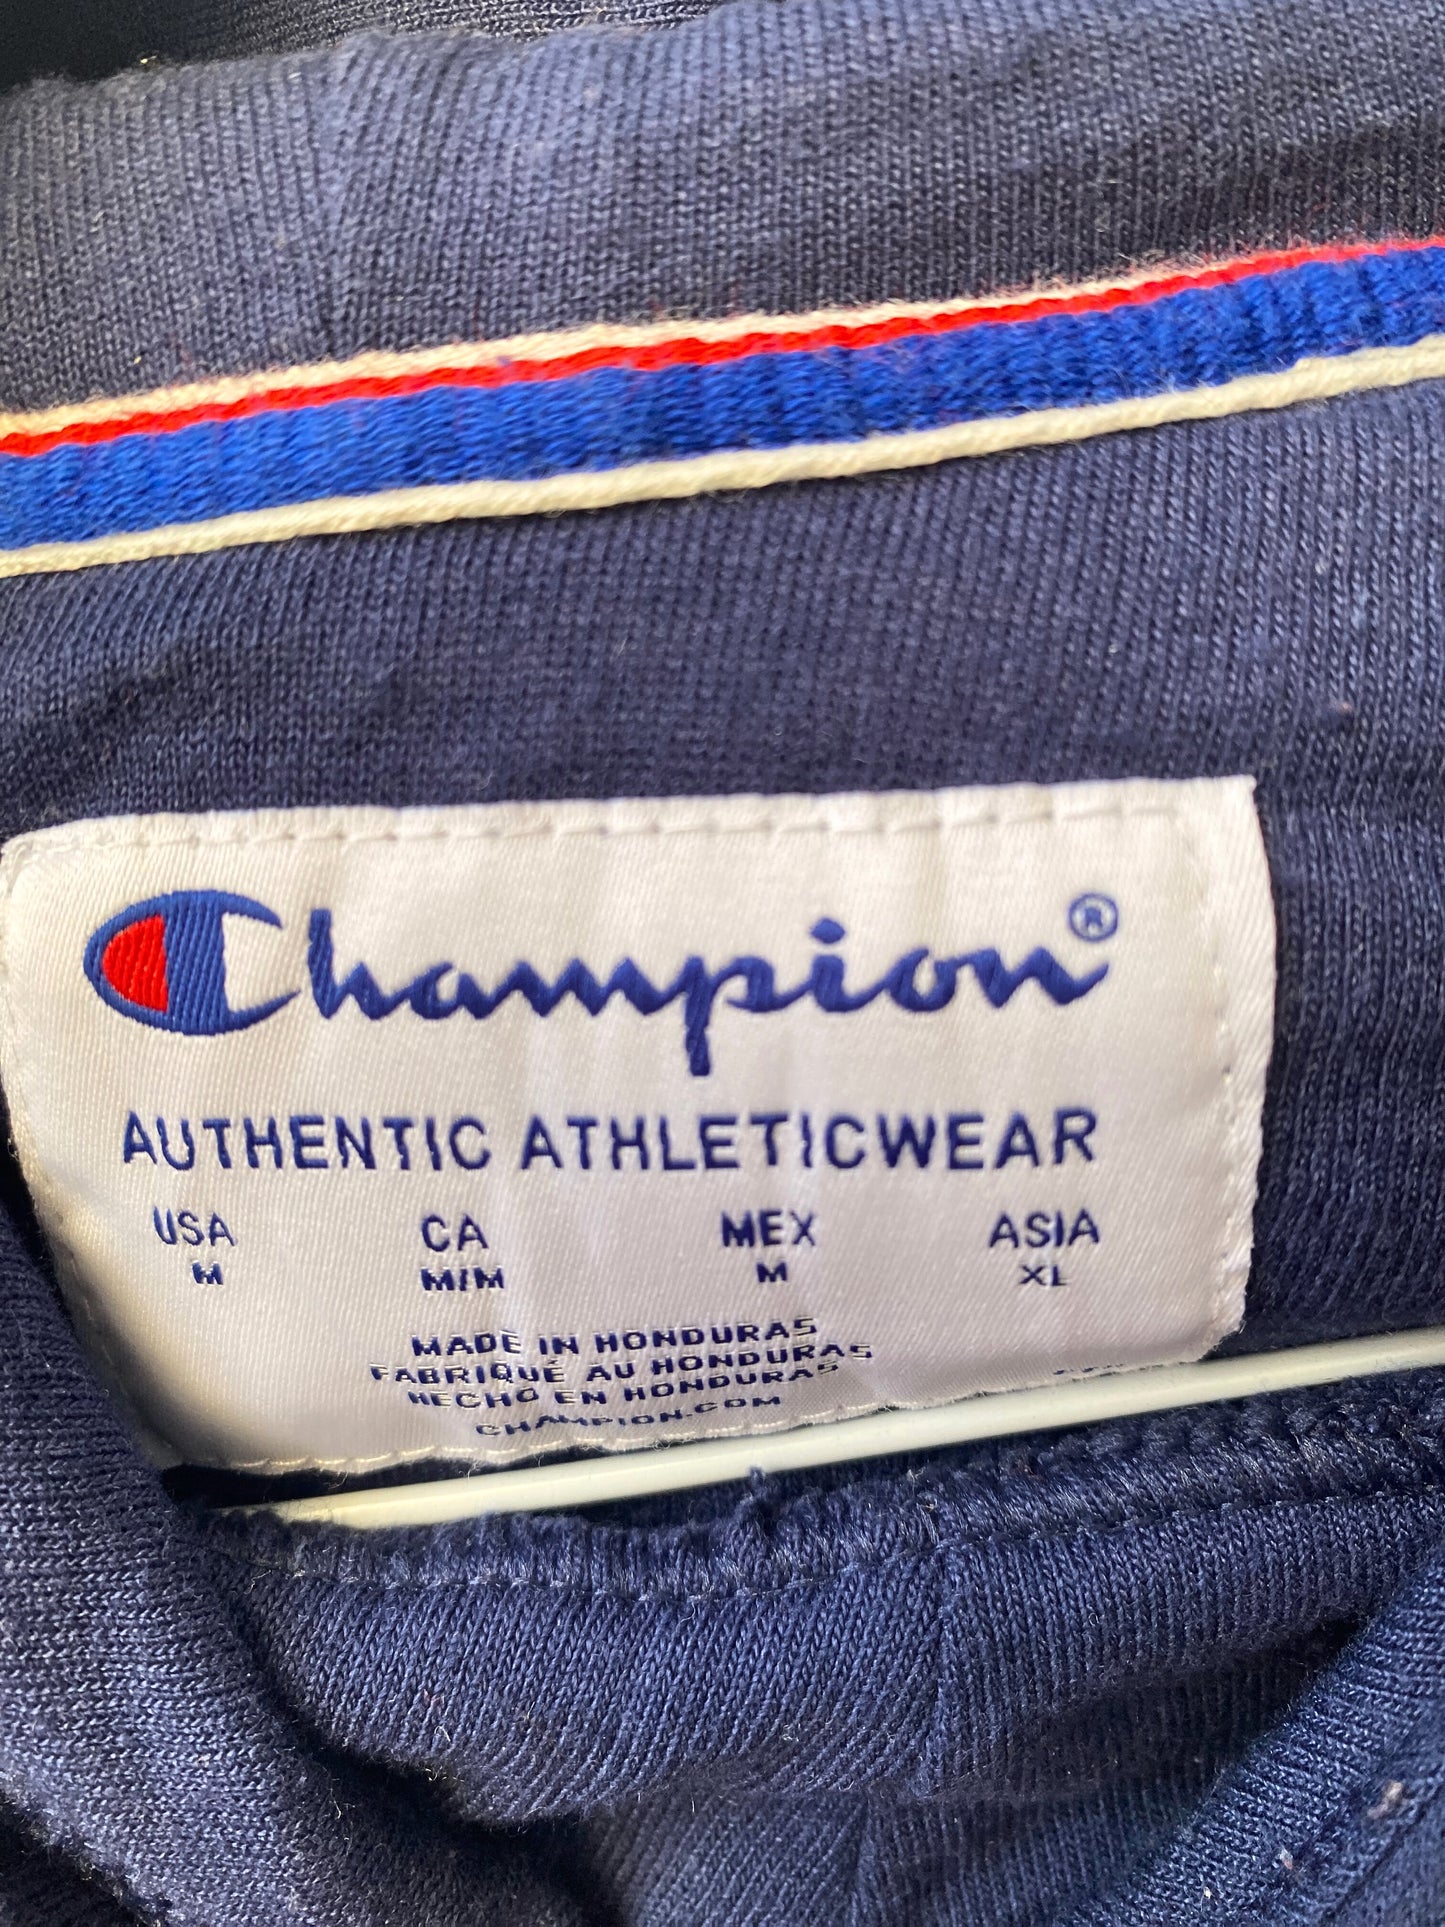 Champion®
AUTHENTIC ATHLETICWEAR
USA CA MEX ASIA
M M/M M XL
MADE IN HONDURAS
FABRIQUÉ AU HONDURAS
HECHO EN HONDURAS
CHAMPION.COM